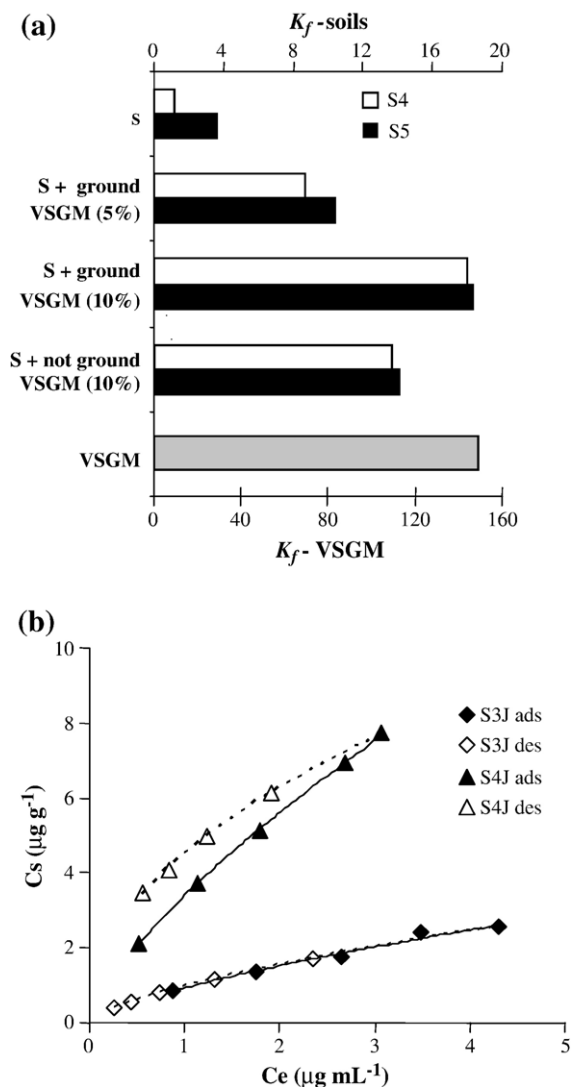 (a)
K_f -soils
0 4 8 12 16 20
S4
S5
S
S + ground
VSGM (5%)
S + ground
VSGM (10%)
S + not ground
VSGM (10%)
VSGM
0 40 80 120 160
K_f - VSGM
(b)
10
8
6
4
2
0
Cs (µg g⁻¹)
S3J ads
S3J des
S4J ads
S4J des
0 1 2 3 4 5
Ce (µg mL⁻¹)